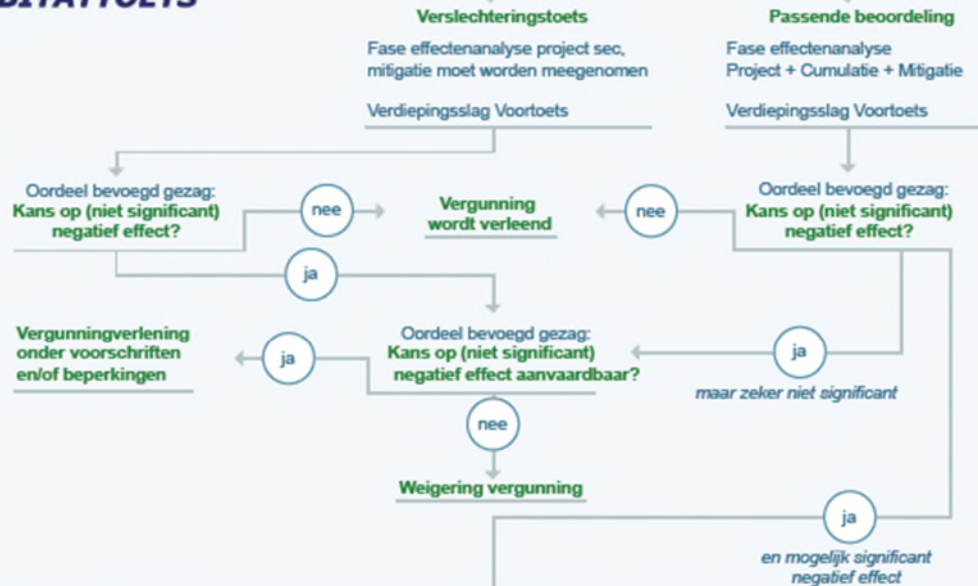 BITATTOETS
Verslechteringstoets
Fase effectenanalyse project sec,
mitigatie moet worden meegenomen
Verdiepingsslag Voortoets
Passende beoordeling
Fase effectenanalyse
Project + Cumulatie + Mitigatie
Verdiepingsslag Voortoets
Oordeel bevoegd gezag:
Kans op (niet significant)
negatief effect?
nee
Vergunning
wordt verleend
nee
Oordeel bevoegd gezag:
Kans op (niet significant)
negatief effect?
ja
Vergunningverlening
onder voorschriften
en/of beperkingen
ja
Oordeel bevoegd gezag:
Kans op (niet significant)
negatief effect aanvaardbaar?
ja
maar zeker niet significant
nee
Weigering vergunning
ja
en mogelijk significant
negatief effect